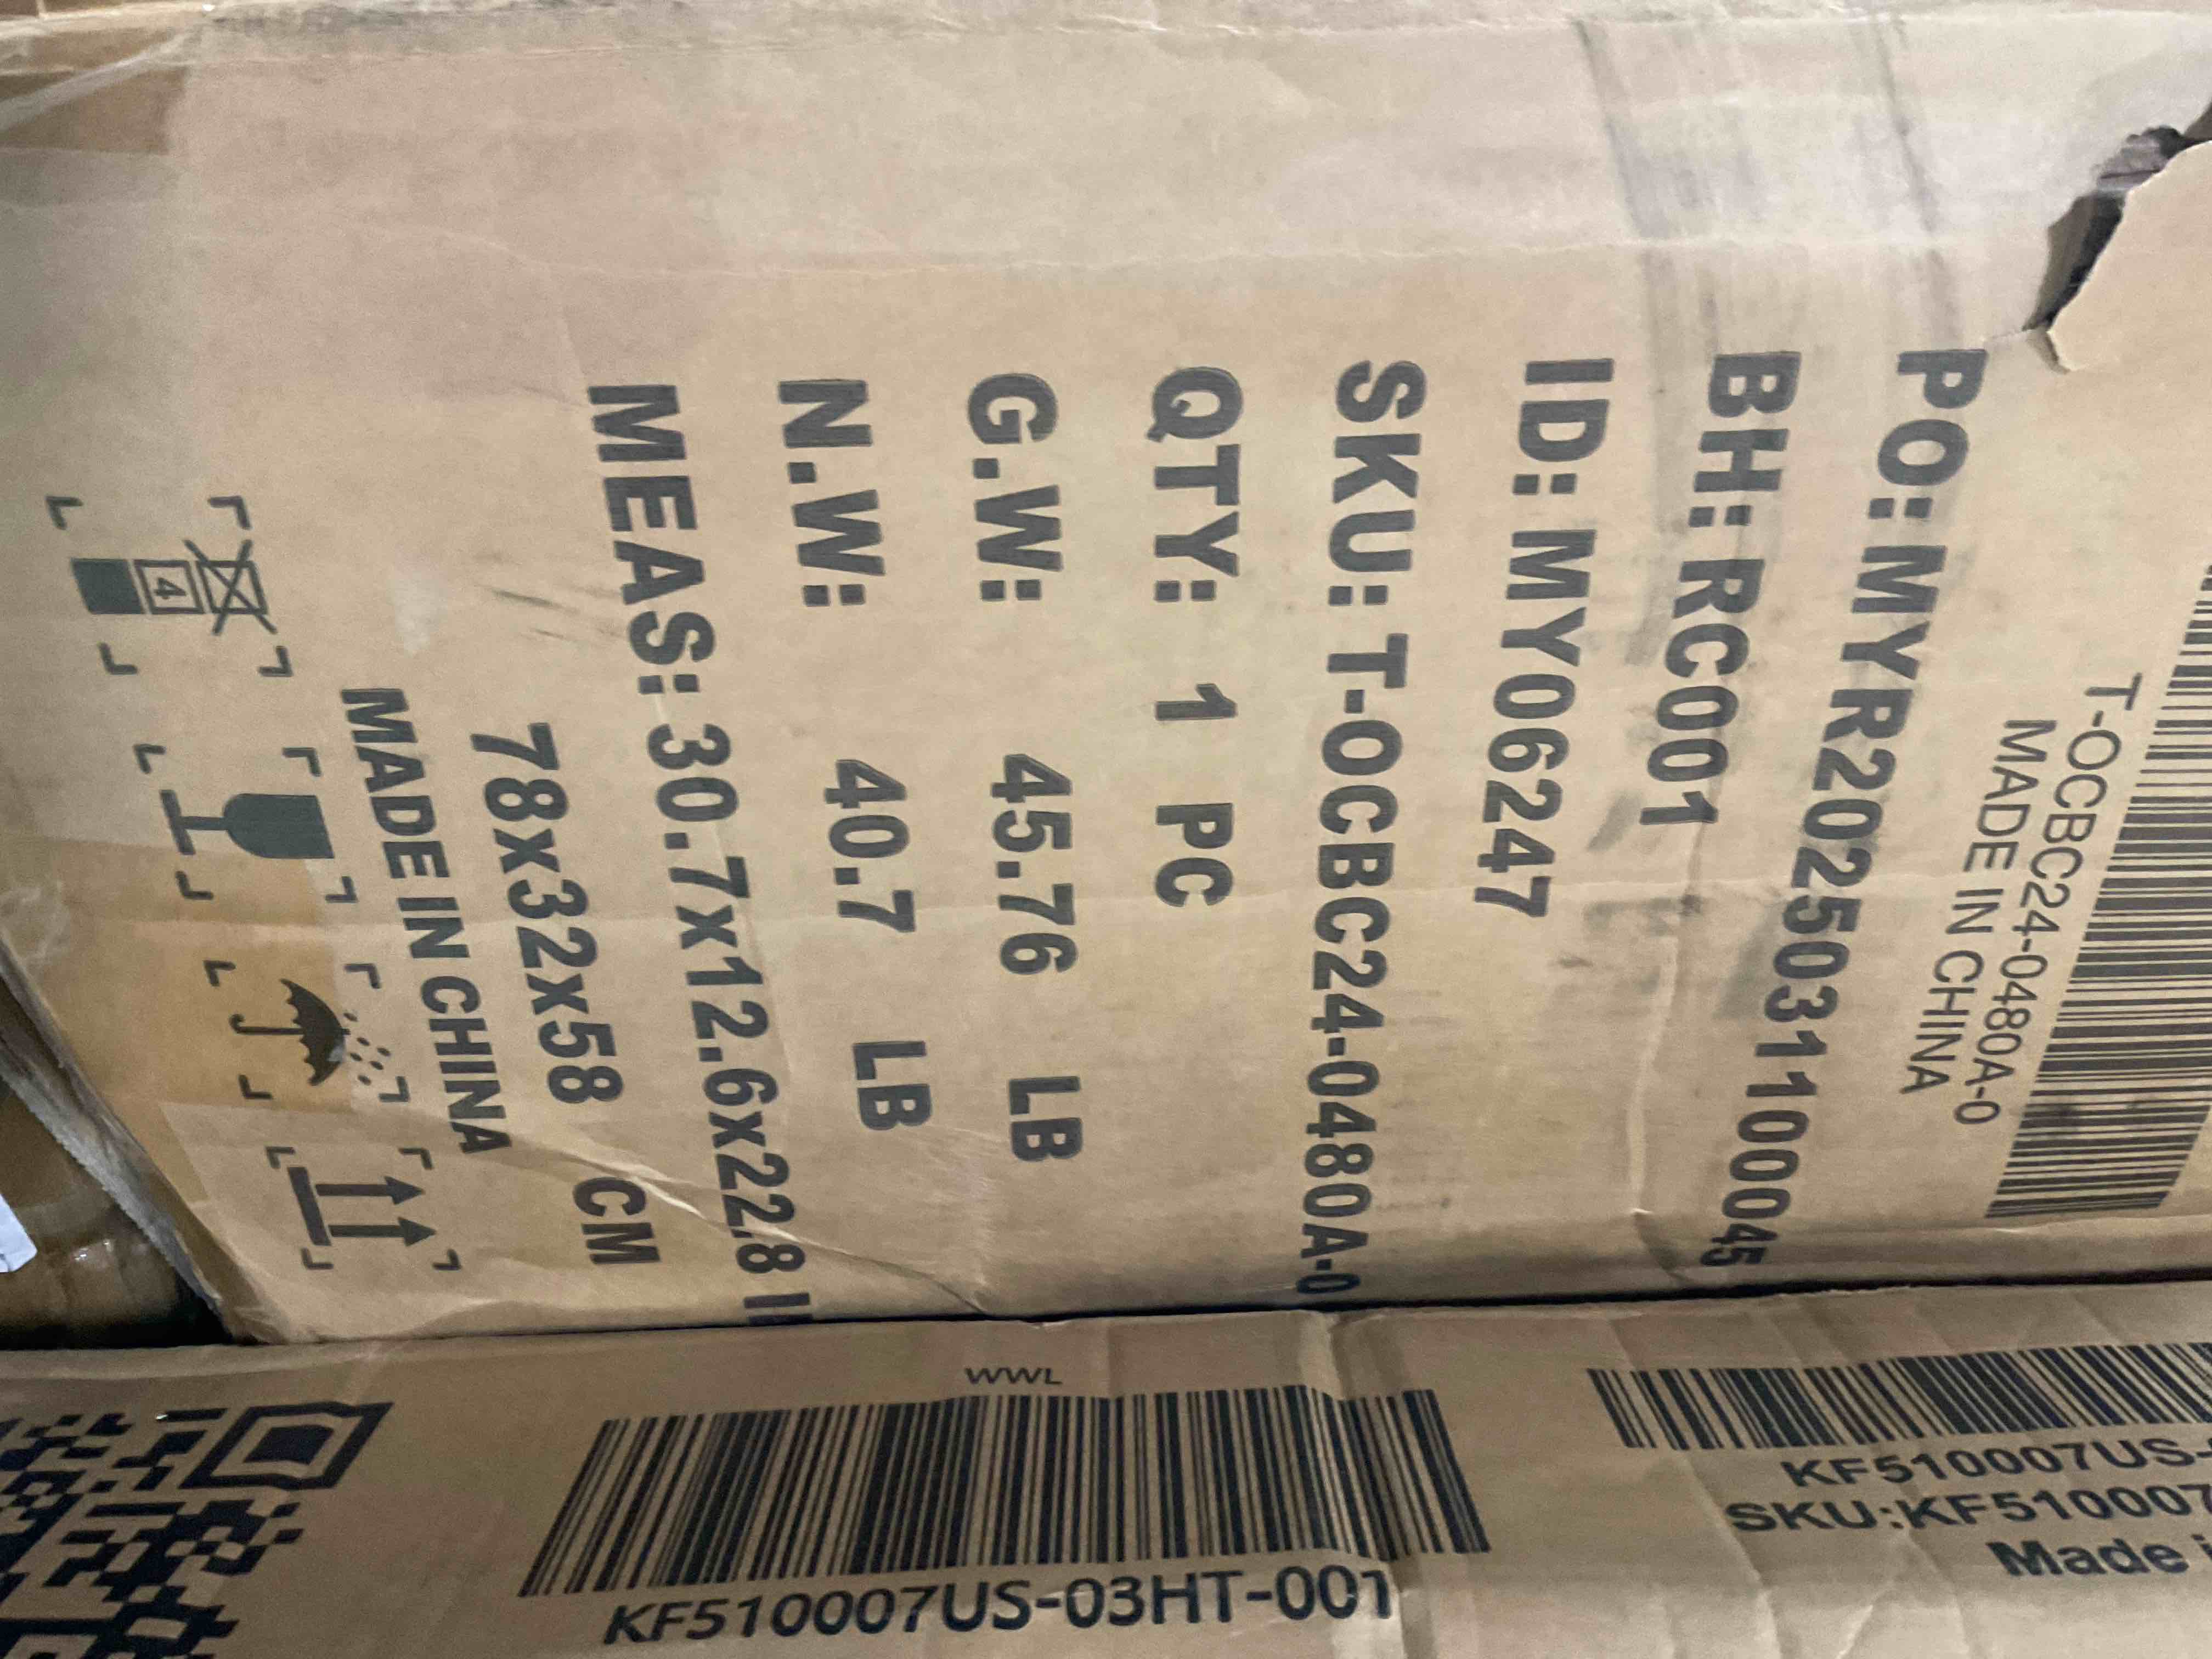 T-OCBC24-0480A-0
MADE IN CHINA
PO: MYR2025031100045
BH: RC001
ID: MY06247
SKU: T-OCBC24-0480A-0
QTY: 1 PC
G.W: 45.76 LB
N.W: 40.7 LB
MEAS: 30.7x12.6x22.8 I
78x32x58 CM
MADE IN CHINA
4
WWL
KF510007US-03HT-001
KF510007US-
SKU:KF510007
Made i